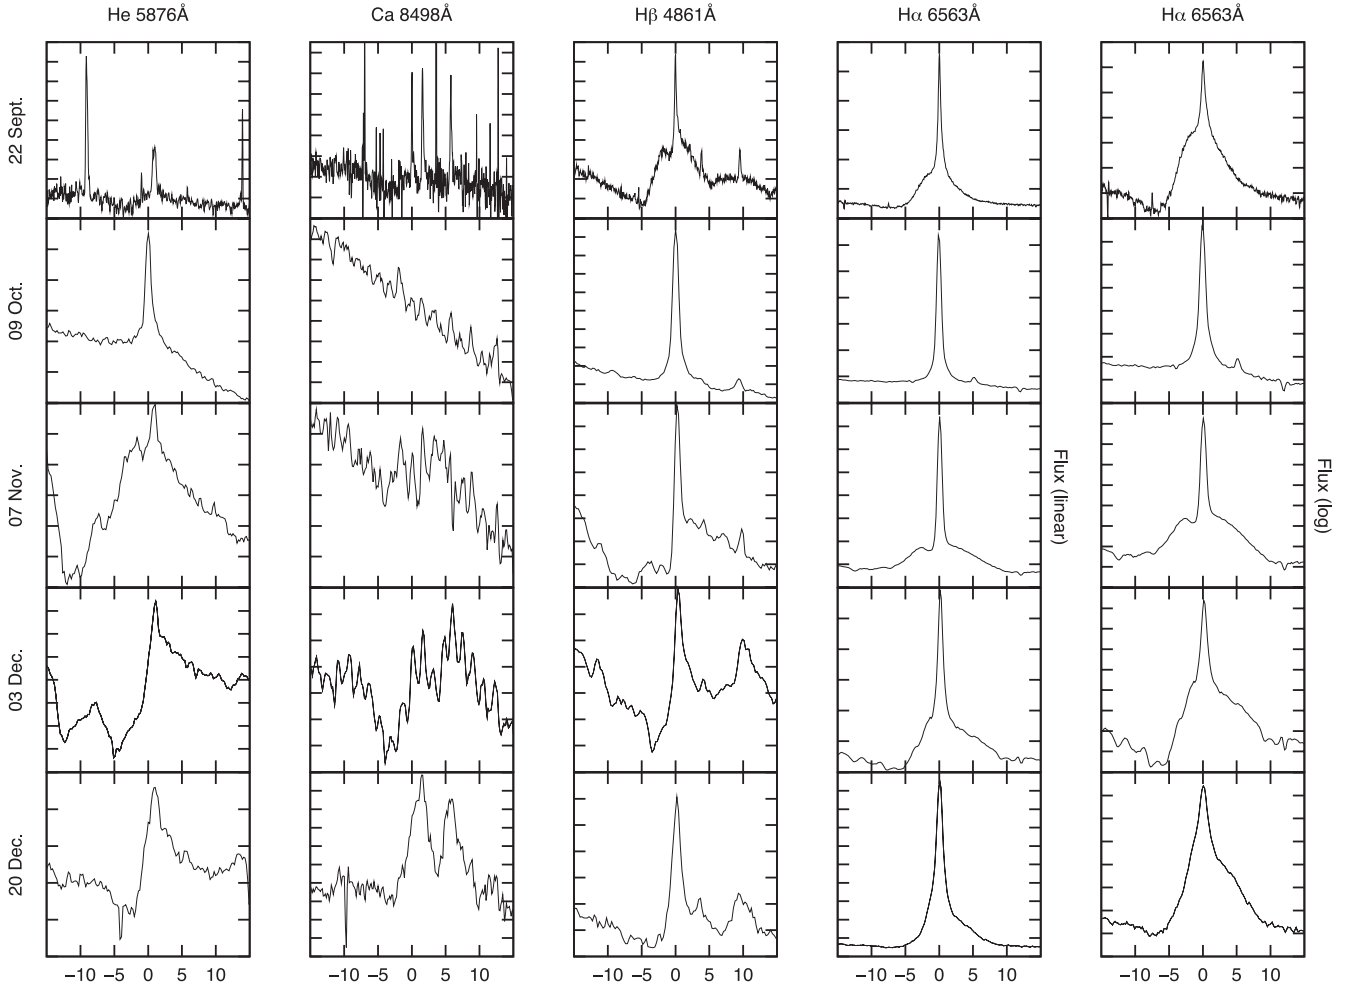 He 5876Å Ca 8498Å Hβ 4861Å Hα 6563Å Hα 6563Å
22 Sept.
09 Oct.
07 Nov.
Flux (linear)
Flux (log)
03 Dec.
20 Dec.
−10 −5 0 5 10 −10 −5 0 5 10 −10 −5 0 5 10 −10 −5 0 5 10 −10 −5 0 5 10